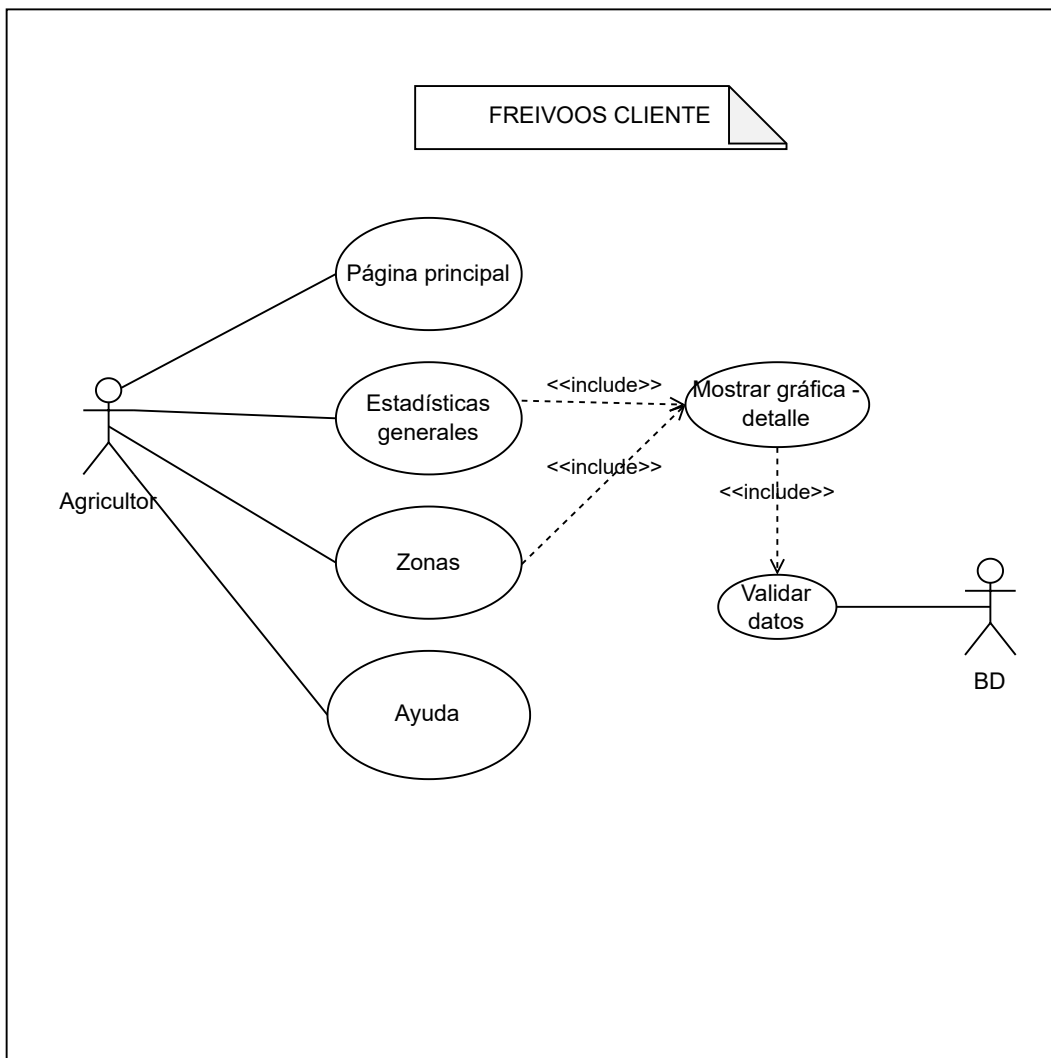 FREIVOOS CLIENTE
Página principal
Estadísticas
generales
<<include>>
Mostrar gráfica -
detalle
<<include>>
<<include>>
Agricultor
Zonas
Validar
datos
BD
Ayuda